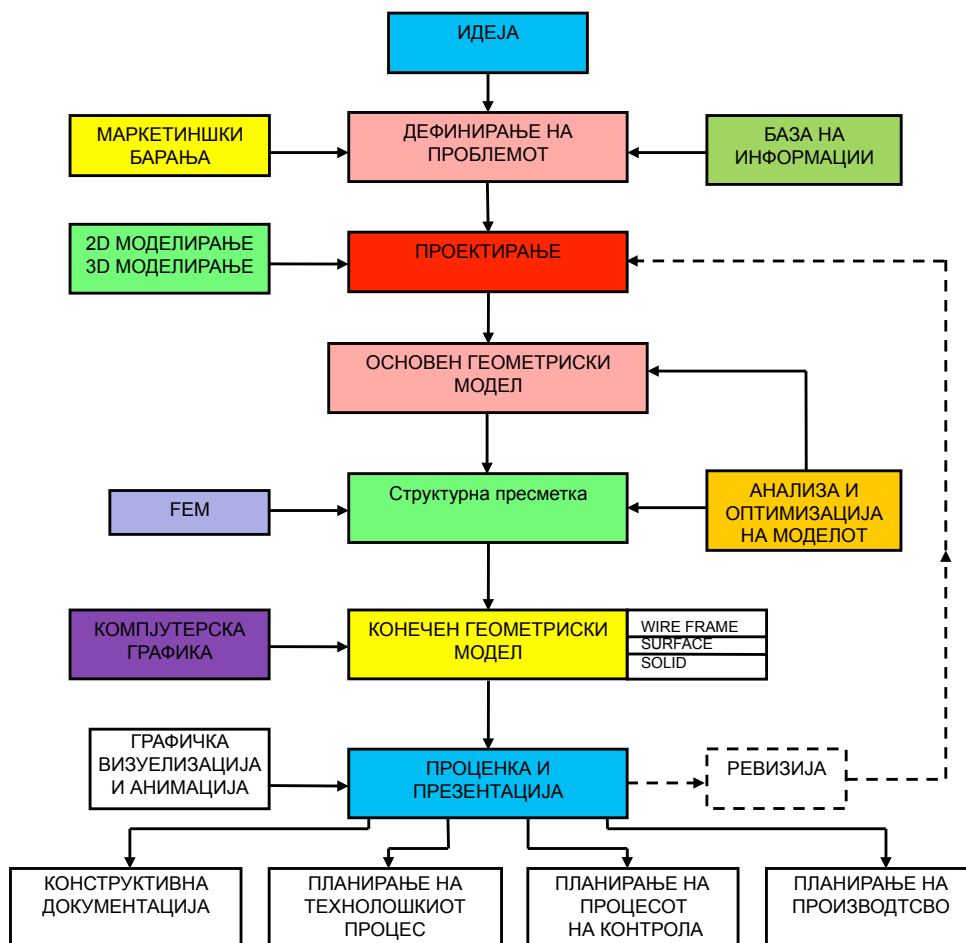 ИДЕЈА
МАРКЕТИНШКИ
БАРАЊА
ДЕФИНИРАЊЕ НА
ПРОБЛЕМОТ
БАЗА НА
ИНФОРМАЦИИ
2D МОДЕЛИРАЊЕ
3D МОДЕЛИРАЊЕ
ПРОЕКТИРАЊЕ
ОСНОВЕН ГЕОМЕТРИСКИ
МОДЕЛ
FEM
Структурна пресметка
АНАЛИЗА И
ОПТИМИЗАЦИЈА
НА МОДЕЛОТ
КОМПЈУТЕРСКА
ГРАФИКА
КОНЕЧЕН ГЕОМЕТРИСКИ
МОДЕЛ
WIRE FRAME
SURFACE
SOLID
ГРАФИЧКА
ВИЗУЕЛИЗАЦИЈА
И АНИМАЦИЈА
ПРОЦЕНКА И
ПРЕЗЕНТАЦИЈА
РЕВИЗИЈА
КОНСТРУКТИВНА
ДОКУМЕНТАЦИЈА
ПЛАНИРАЊЕ НА
ТЕХНОЛОШКИОТ
ПРОЦЕС
ПЛАНИРАЊЕ НА
ПРОЦЕСОТ
НА КОНТРОЛА
ПЛАНИРАЊЕ НА
ПРОИЗВОДТСВО